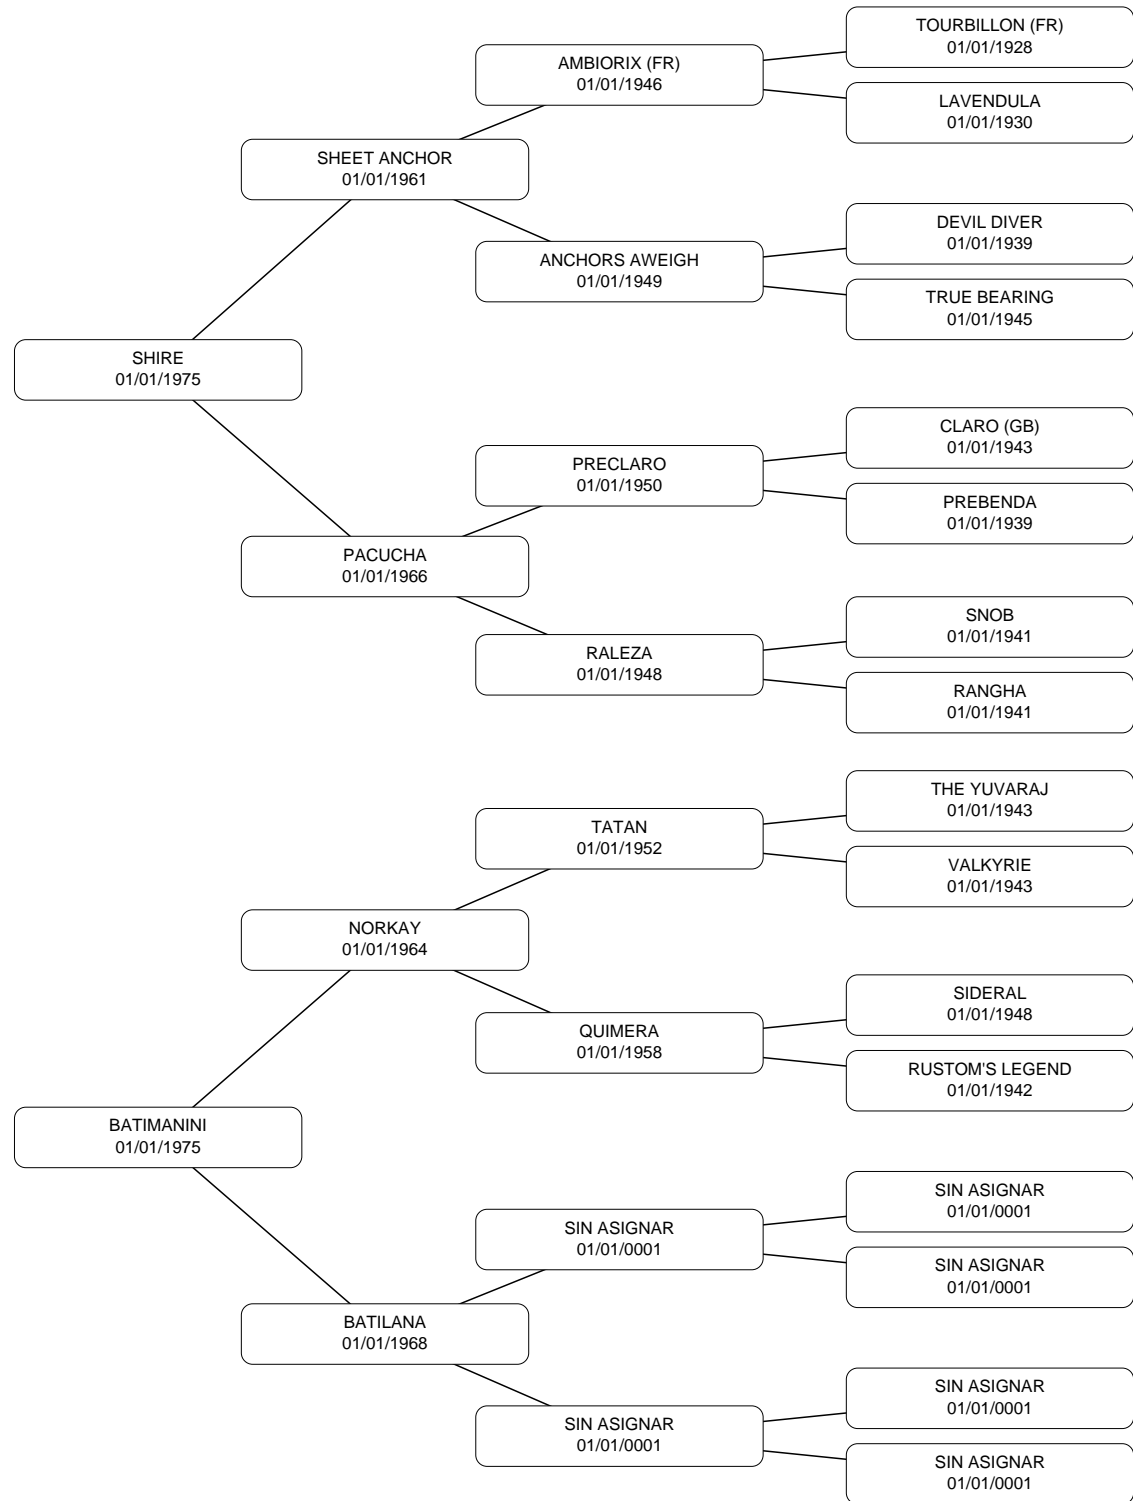 TOURBILLON (FR)
01/01/1928
AMBIORIX (FR)
01/01/1946
LAVENDULA
01/01/1930
SHEET ANCHOR
01/01/1961
DEVIL DIVER
01/01/1939
ANCHORS AWEIGH
01/01/1949
TRUE BEARING
01/01/1945
SHIRE
01/01/1975
CLARO (GB)
01/01/1943
PRECLARO
01/01/1950
PREBENDA
01/01/1939
PACUCHA
01/01/1966
SNOB
01/01/1941
RALEZA
01/01/1948
RANGHA
01/01/1941
THE YUVARAJ
01/01/1943
TATAN
01/01/1952
VALKYRIE
01/01/1943
NORKAY
01/01/1964
SIDERAL
01/01/1948
QUIMERA
01/01/1958
RUSTOM'S LEGEND
01/01/1942
BATIMANINI
01/01/1975
SIN ASIGNAR
01/01/0001
SIN ASIGNAR
01/01/0001
SIN ASIGNAR
01/01/0001
BATILANA
01/01/1968
SIN ASIGNAR
01/01/0001
SIN ASIGNAR
01/01/0001
SIN ASIGNAR
01/01/0001